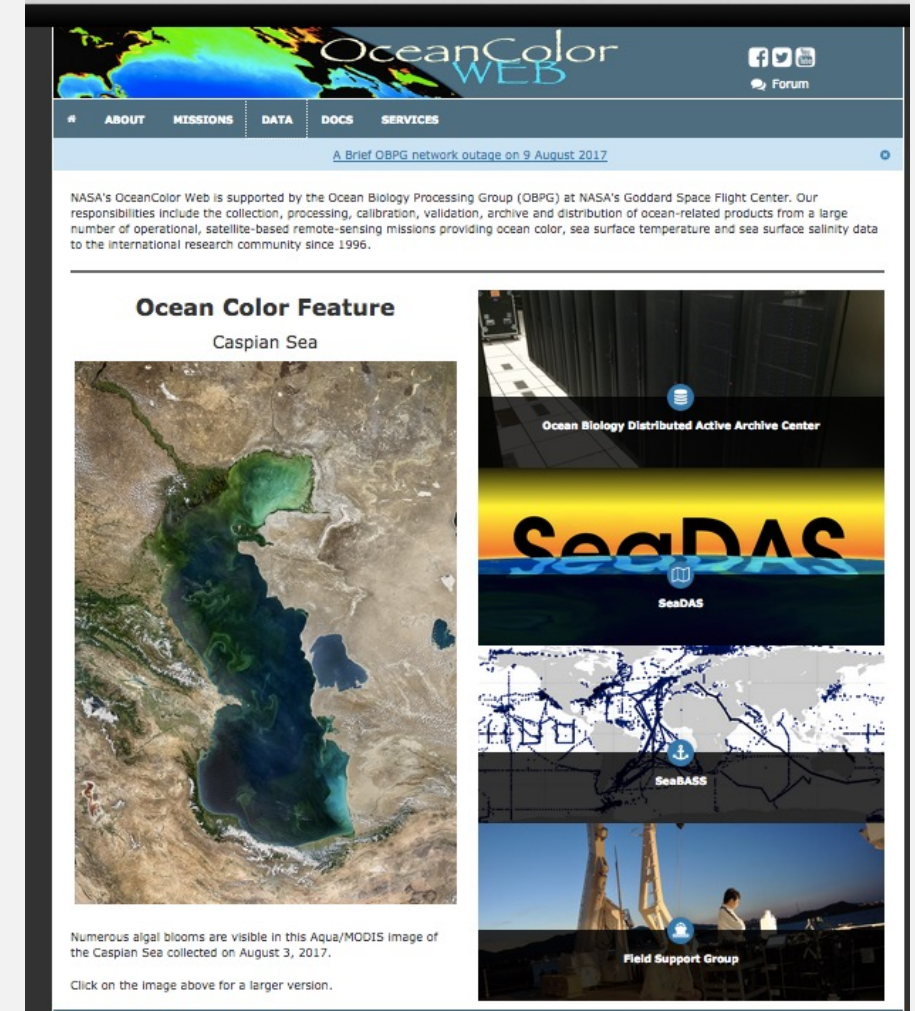 OceanColor
WEB
Forum
ABOUT MISSIONS DATA DOCS SERVICES
A Brief OBPG network outage on 9 August 2017
NASA's OceanColor Web is supported by the Ocean Biology Processing Group (OBPG) at NASA's Goddard Space Flight Center. Our
responsibilities include the collection, processing, calibration, validation, archive and distribution of ocean-related products from a large
number of operational, satellite-based remote-sensing missions providing ocean color, sea surface temperature and sea surface salinity data
to the international research community since 1996.
Ocean Color Feature
Caspian Sea
Numerous algal blooms are visible in this Aqua/MODIS image of
the Caspian Sea collected on August 3, 2017.
Click on the image above for a larger version.
Ocean Biology Distributed Active Archive Center
SeaDAS
SeaDAS
SeaBASS
Field Support Group